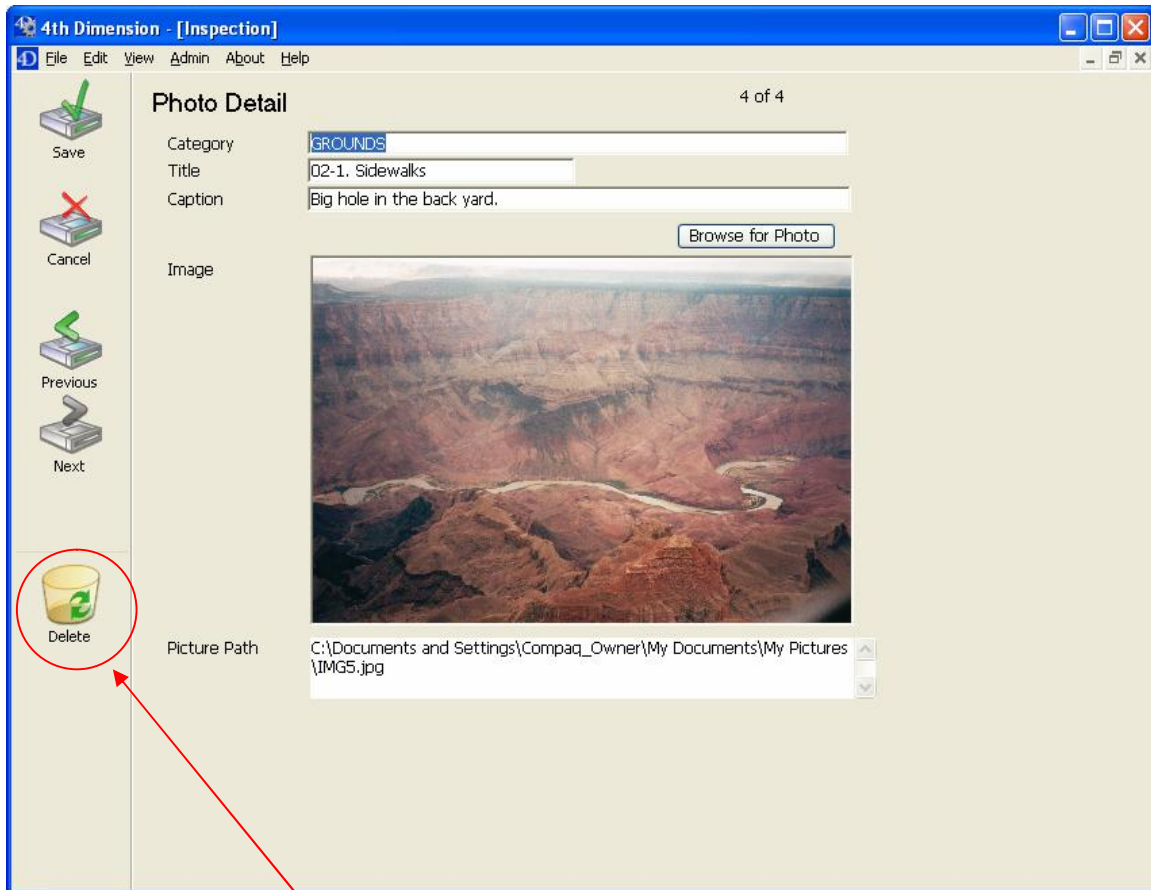 4th Dimension - [Inspection]
File Edit View Admin About Help
Save
Cancel
Previous
Next
Delete
Photo Detail
4 of 4
Category GROUNDS
Title 02-1. Sidewalks
Caption Big hole in the back yard.
Browse for Photo
Image
Picture Path C:\Documents and Settings\Compaq_Owner\My Documents\My Pictures
\IMG5.jpg